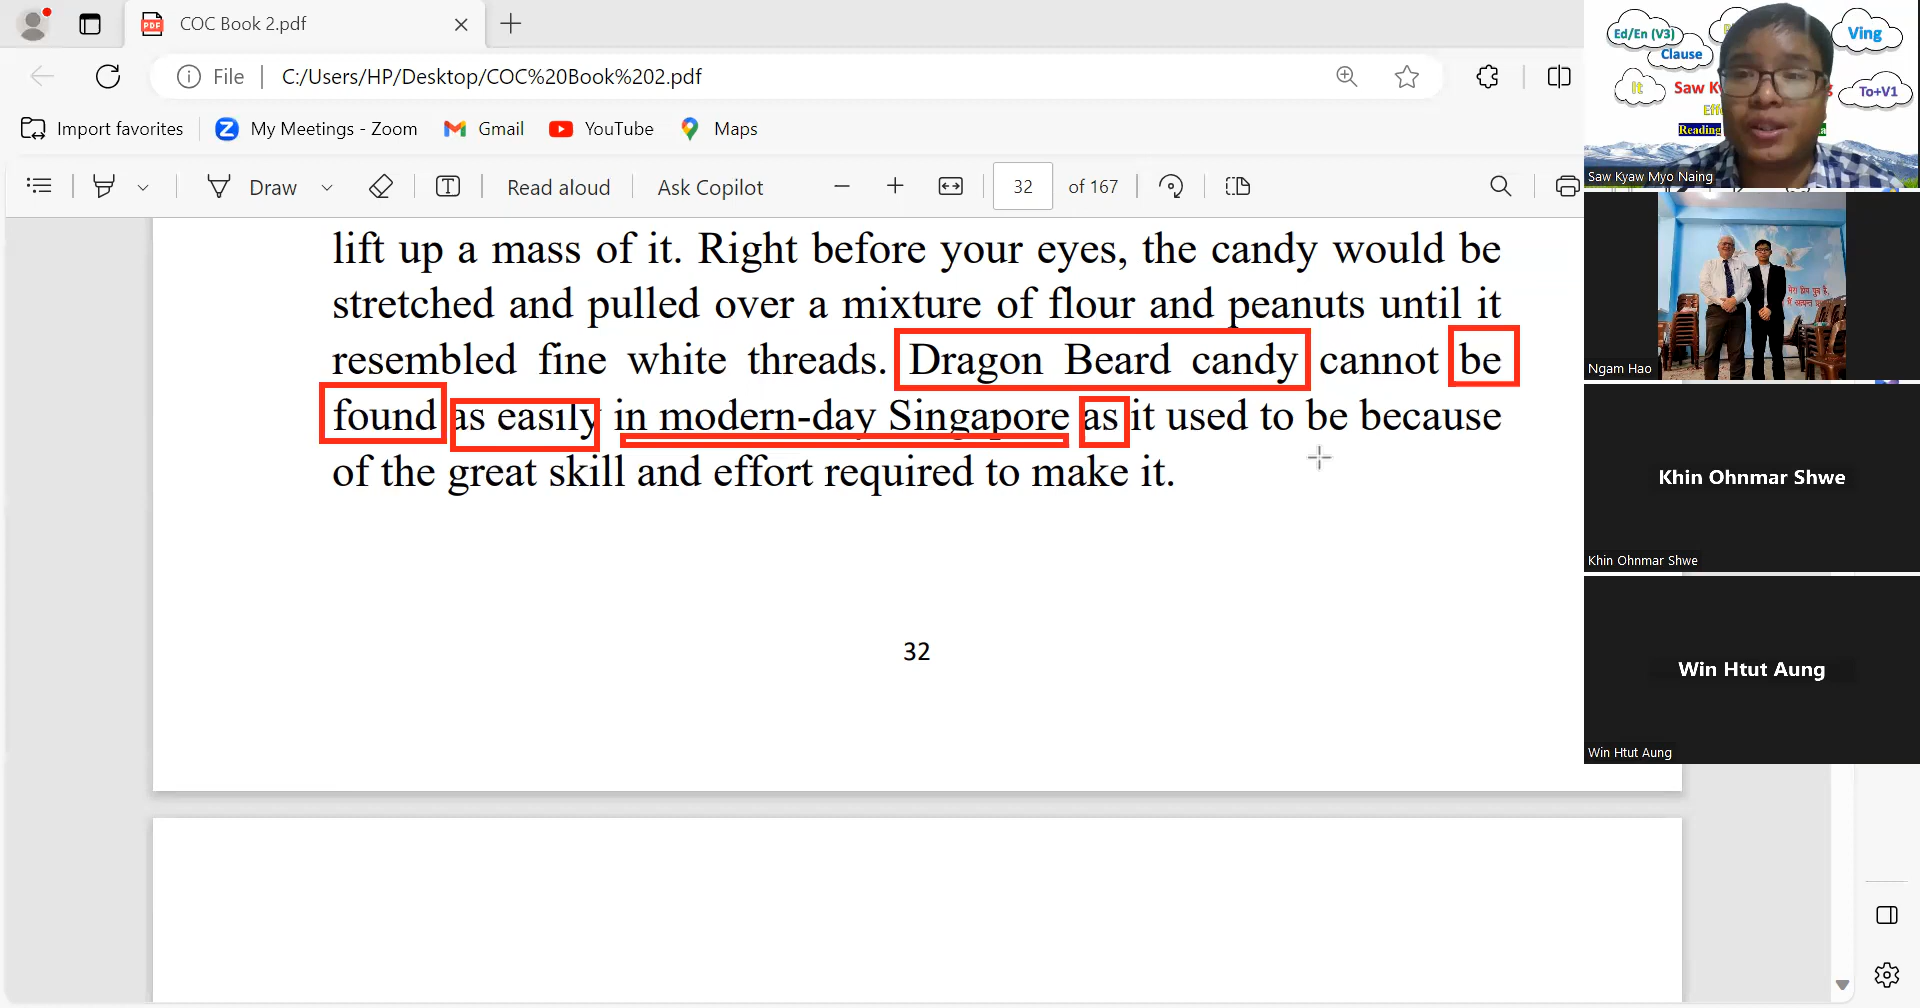 COC Book 2.pdf
File
C:/Users/HP/Desktop/COC%20Book%202.pdf
Import favorites
My Meetings - Zoom
Gmail
YouTube
Maps
Draw
Read aloud
Ask Copilot
32
of 167
lift up a mass of it. Right before your eyes, the candy would be
stretched and pulled over a mixture of flour and peanuts until it
resembled fine white threads. Dragon Beard candy cannot be
found as easily in modern-day Singapore as it used to be because
of the great skill and effort required to make it.
32
Ed/En (V3)
Ving
Clause
It
Saw
To+V1
Reading
Saw Kyaw Myo Naing
Ngam Hao
Khin Ohnmar Shwe
Khin Ohnmar Shwe
Win Htut Aung
Win Htut Aung